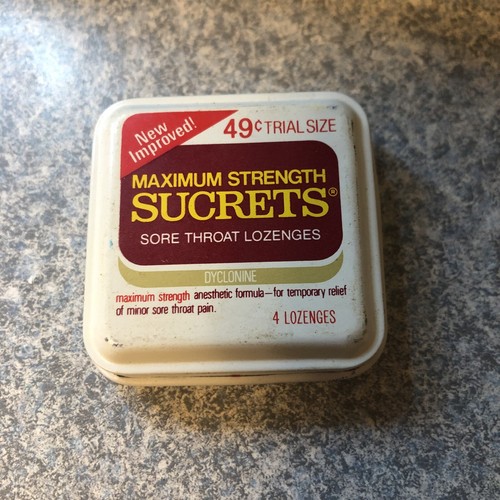 New
Improved!
49¢ TRIAL SIZE
MAXIMUM STRENGTH
SUCRETS®
SORE THROAT LOZENGES
DYCLONINE
maximum strength anesthetic formula—for temporary relief
of minor sore throat pain.
4 LOZENGES